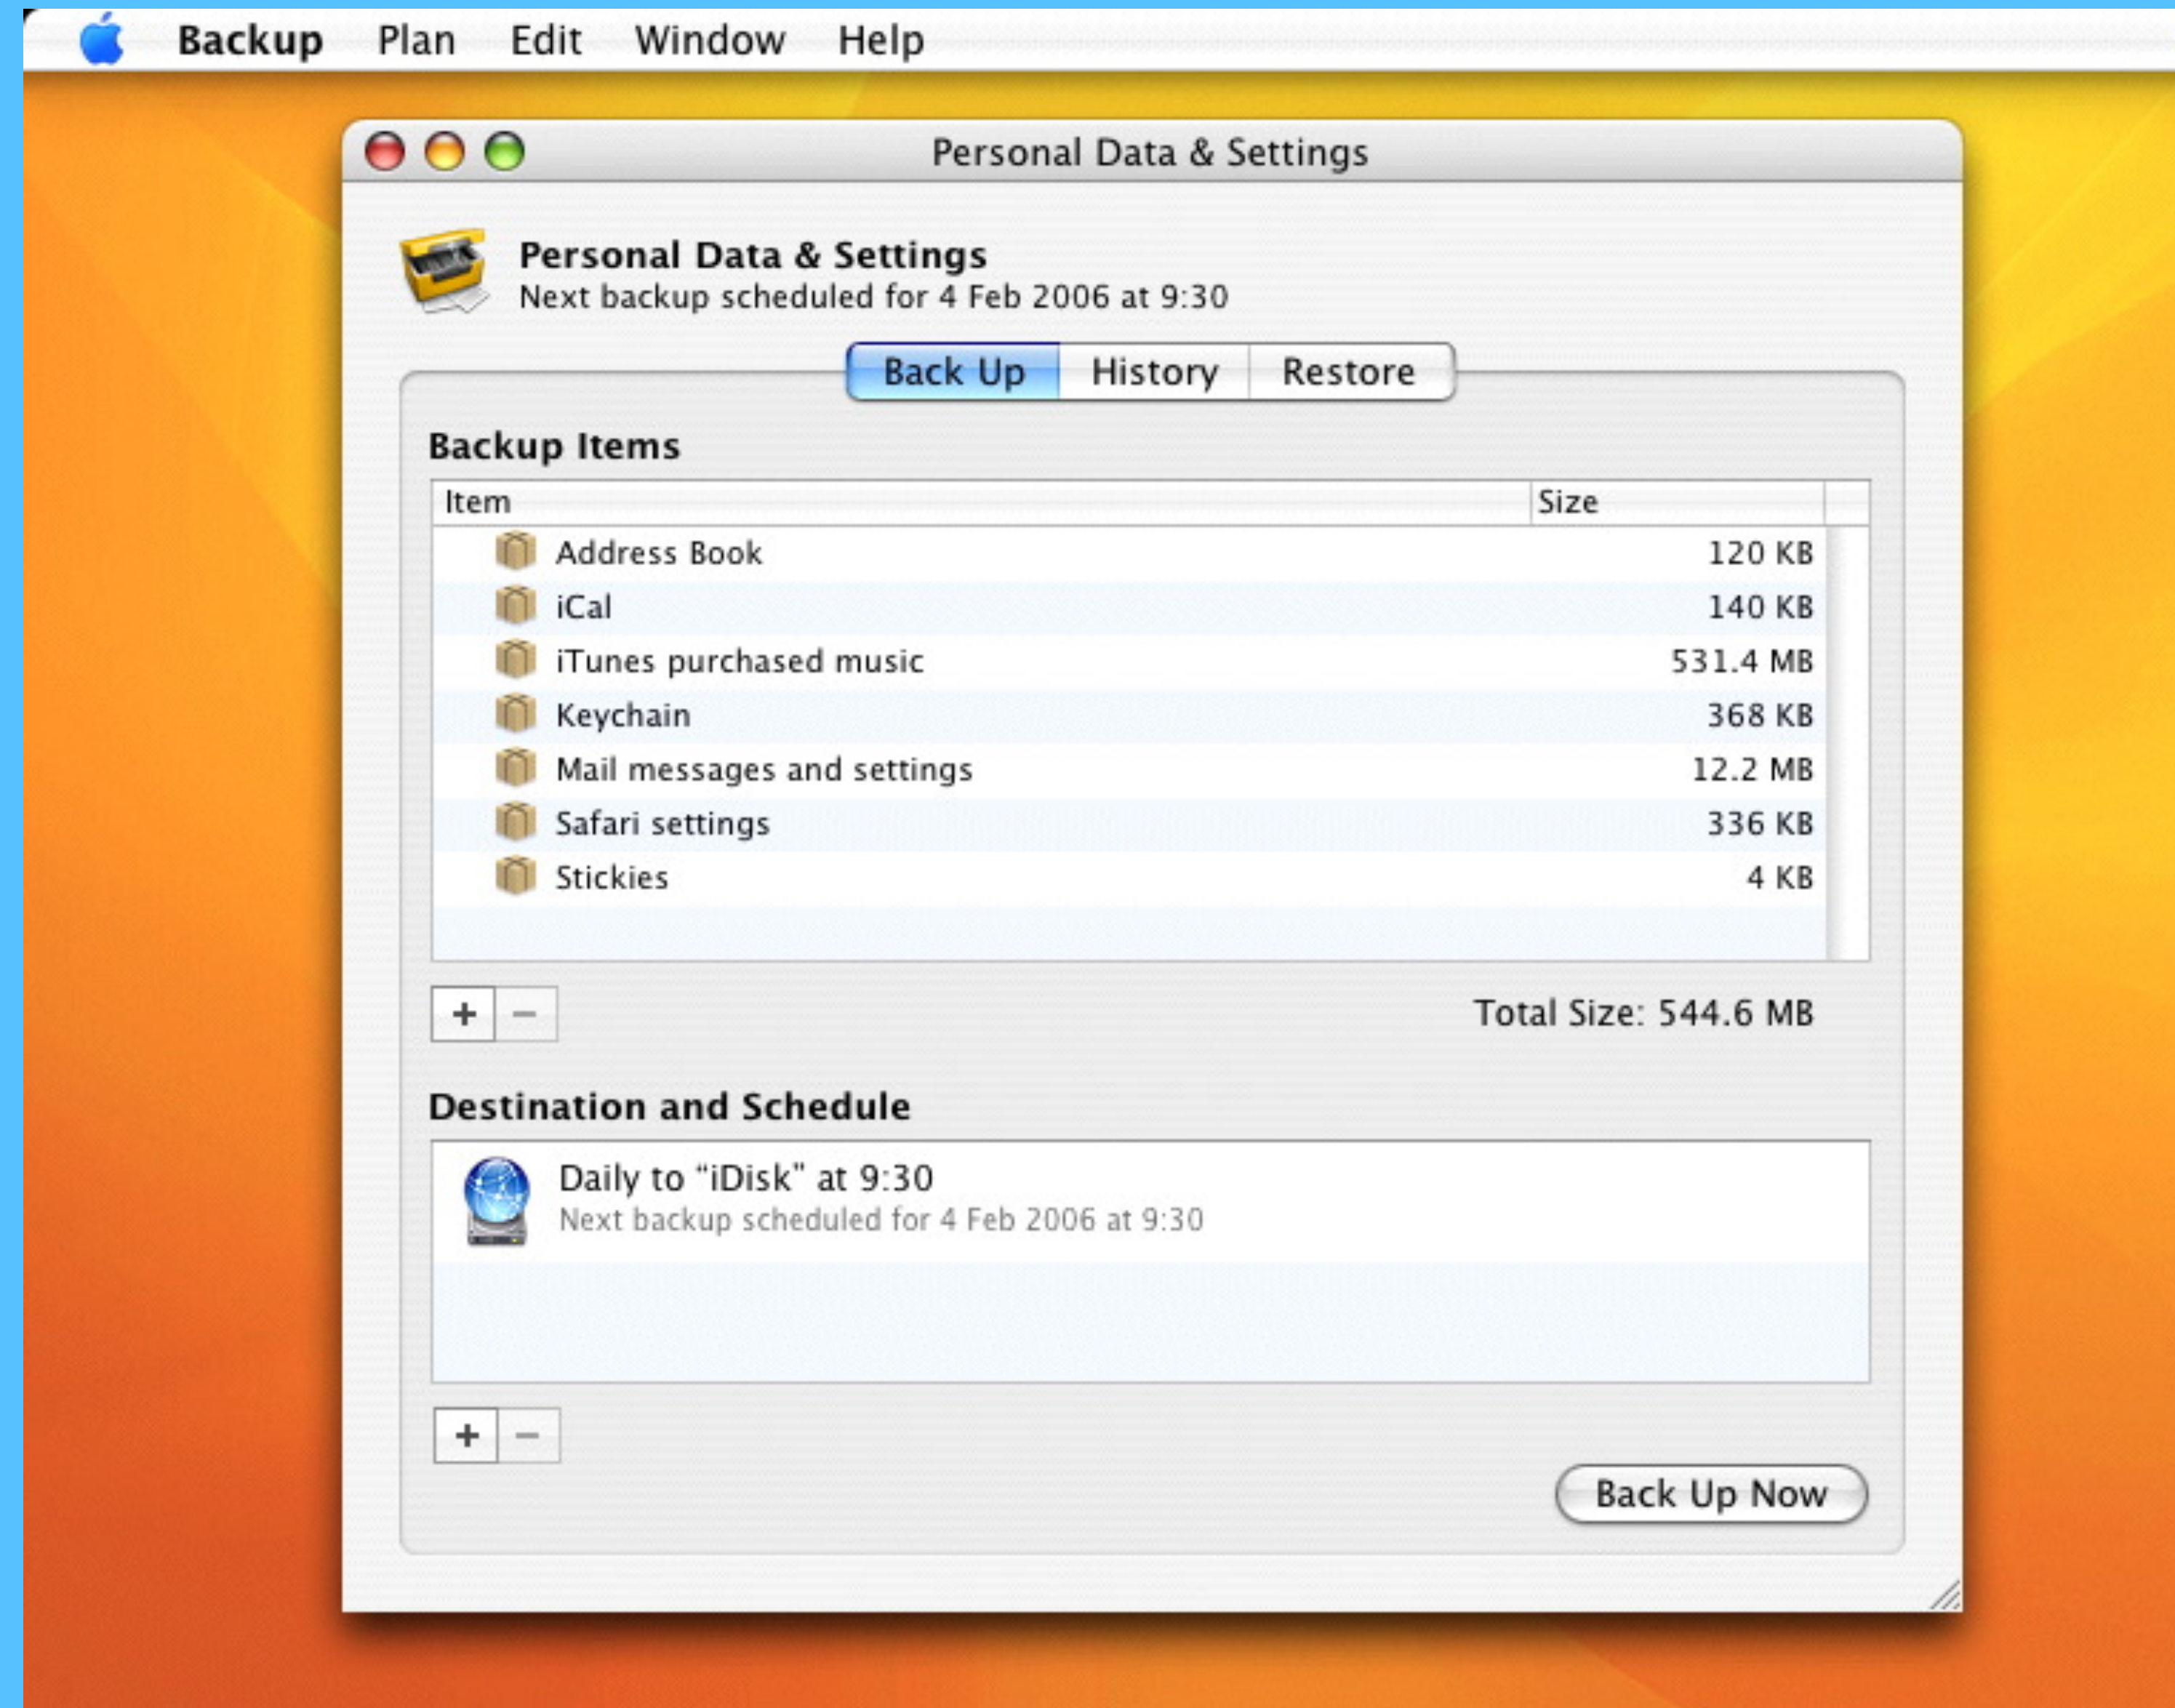 Backup Plan Edit Window Help
Personal Data & Settings
Personal Data & Settings
Next backup scheduled for 4 Feb 2006 at 9:30
Back Up History Restore
Backup Items
Item Size
Address Book 120 KB
iCal 140 KB
iTunes purchased music 531.4 MB
Keychain 368 KB
Mail messages and settings 12.2 MB
Safari settings 336 KB
Stickies 4 KB
+ − Total Size: 544.6 MB
Destination and Schedule
Daily to “iDisk” at 9:30
Next backup scheduled for 4 Feb 2006 at 9:30
+ −
Back Up Now